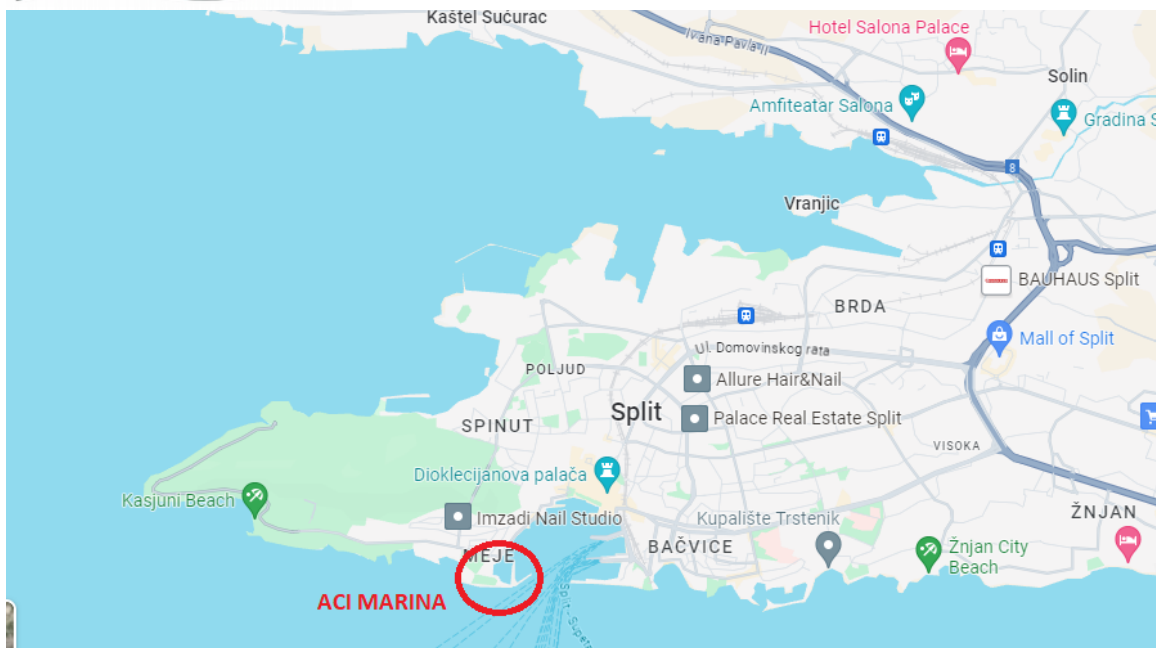 Kaštel Sućurac
Hotel Salona Palace
Ivana Pavla II
Solin
Amfiteatar Salona
Gradina S
8
Vranjic
BAUHAUS Split
BRDA
Mall of Split
Ul. Domovinskog rata
POLJUD
Allure Hair&Nail
Split
Palace Real Estate Split
SPINUT
VISOKA
Dioklecijanova palača
Kasjuni Beach
Imzadi Nail Studio
Kupalište Trstenik
ŽNJAN
MEJE
BAČVICE
Žnjan City
Beach
ACI MARINA
Split - Supeta